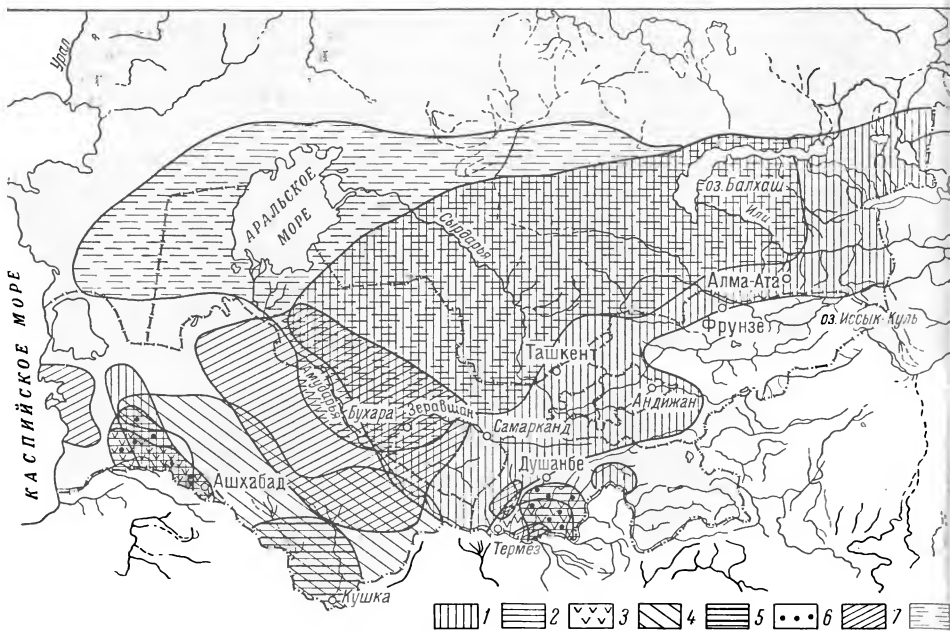 Урал
АРАЛЬСКОЕ
МОРЕ
оз. Балхаш
Или
Сырдарья
КАСПИЙСКОЕ МОРЕ
Алма-Ата
Фрунзе
оз. Иссык-Куль
Ташкент
Андижан
Амударья
Бухара
Зеравшан
Самарканд
Душанбе
Ашхабад
Термез
Кушка
1 2 3 4 5 6 7